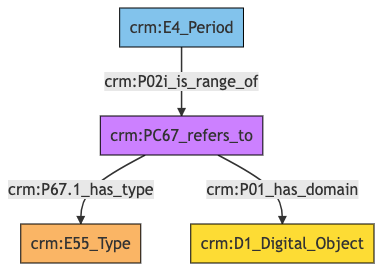 crm:E4_Period
crm:P02i_is_range_of
crm:PC67_refers_to
crm:P67.1_has_type
crm:P01_has_domain
crm:E55_Type
crm:D1_Digital_Object